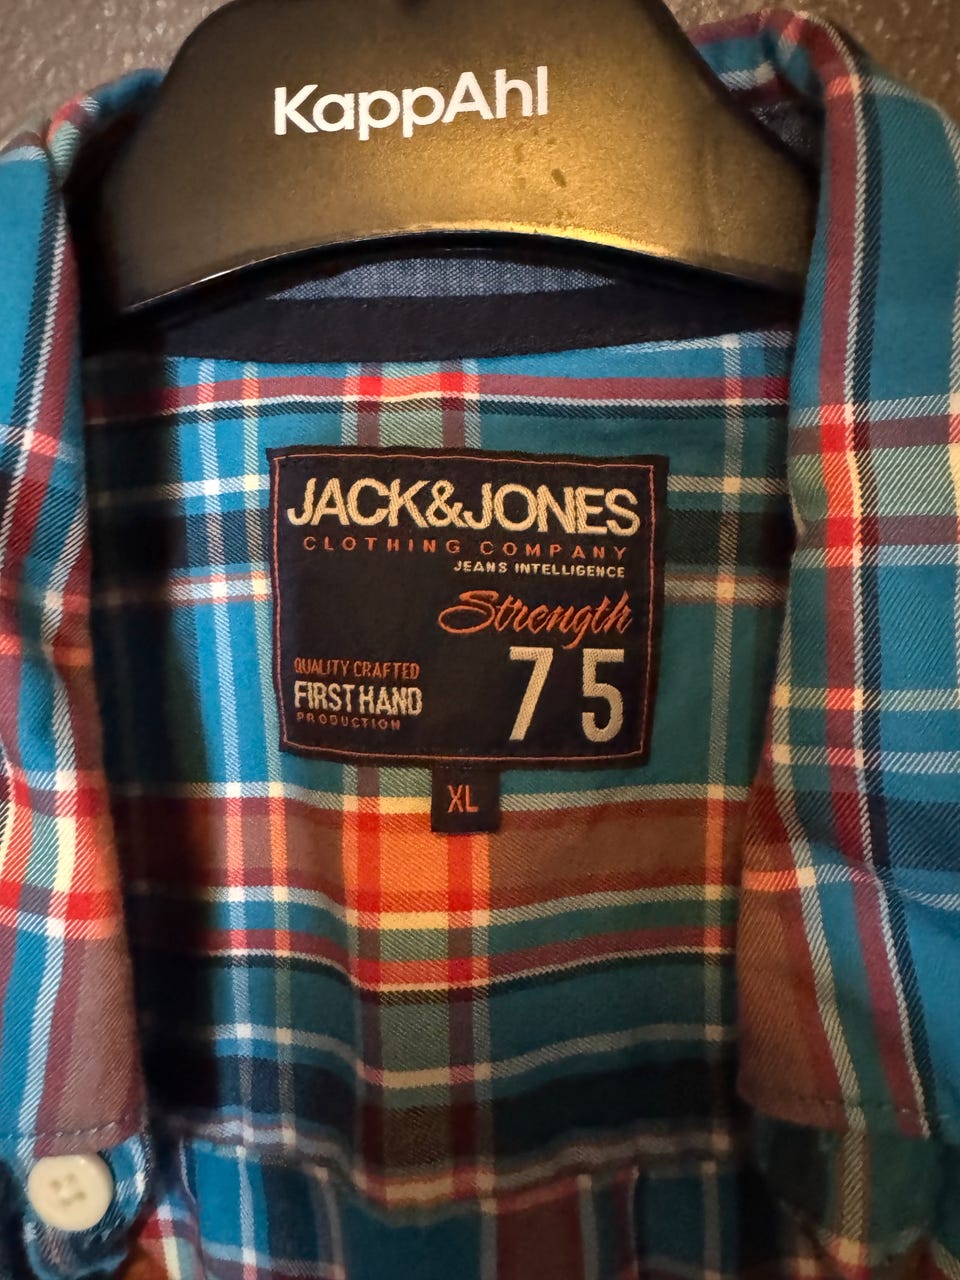 KappAhl
JACK&JONES
CLOTHING COMPANY
JEANS INTELLIGENCE
Strength
QUALITY CRAFTED
FIRST HAND
PRODUCTION
75
XL